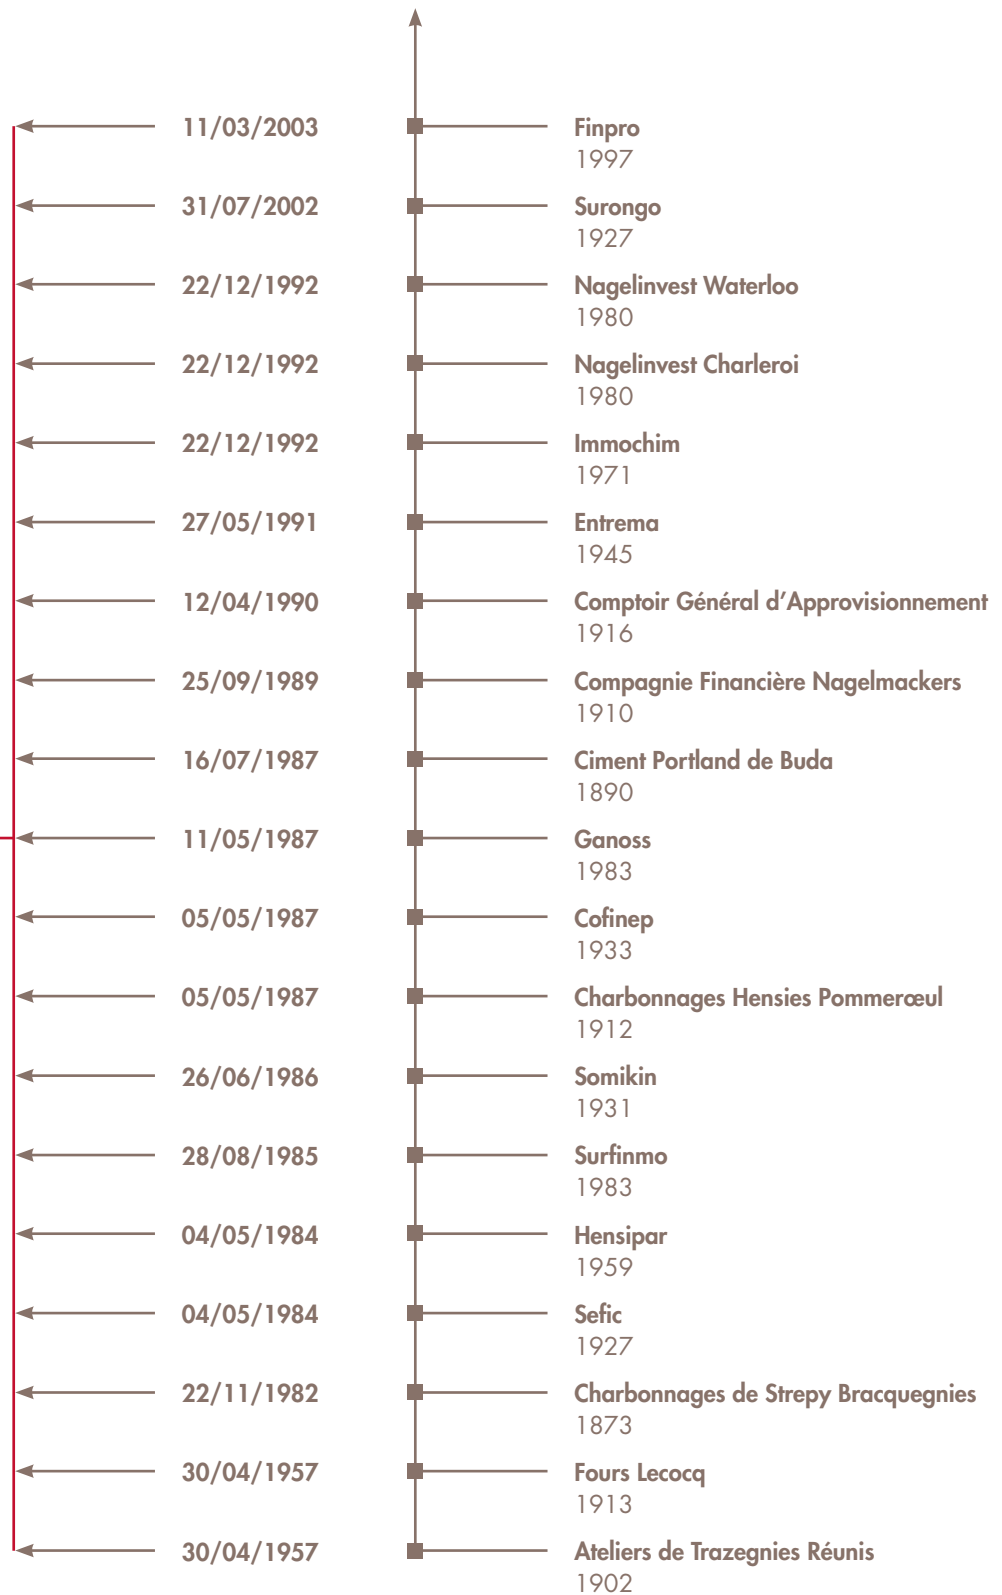 11/03/2003 Finpro
1997
31/07/2002 Surongo
1927
22/12/1992 Nagelinvest Waterloo
1980
22/12/1992 Nagelinvest Charleroi
1980
22/12/1992 Immochim
1971
27/05/1991 Entrema
1945
12/04/1990 Comptoir Général d’Approvisionnement
1916
25/09/1989 Compagnie Financière Nagelmackers
1910
16/07/1987 Ciment Portland de Buda
1890
11/05/1987 Ganoss
1983
05/05/1987 Cofinep
1933
05/05/1987 Charbonnages Hensies Pommerœul
1912
26/06/1986 Somikin
1931
28/08/1985 Surfinmo
1983
04/05/1984 Hensipar
1959
04/05/1984 Sefic
1927
22/11/1982 Charbonnages de Strepy Bracquegnies
1873
30/04/1957 Fours Lecocq
1913
30/04/1957 Ateliers de Trazegnies Réunis
1902